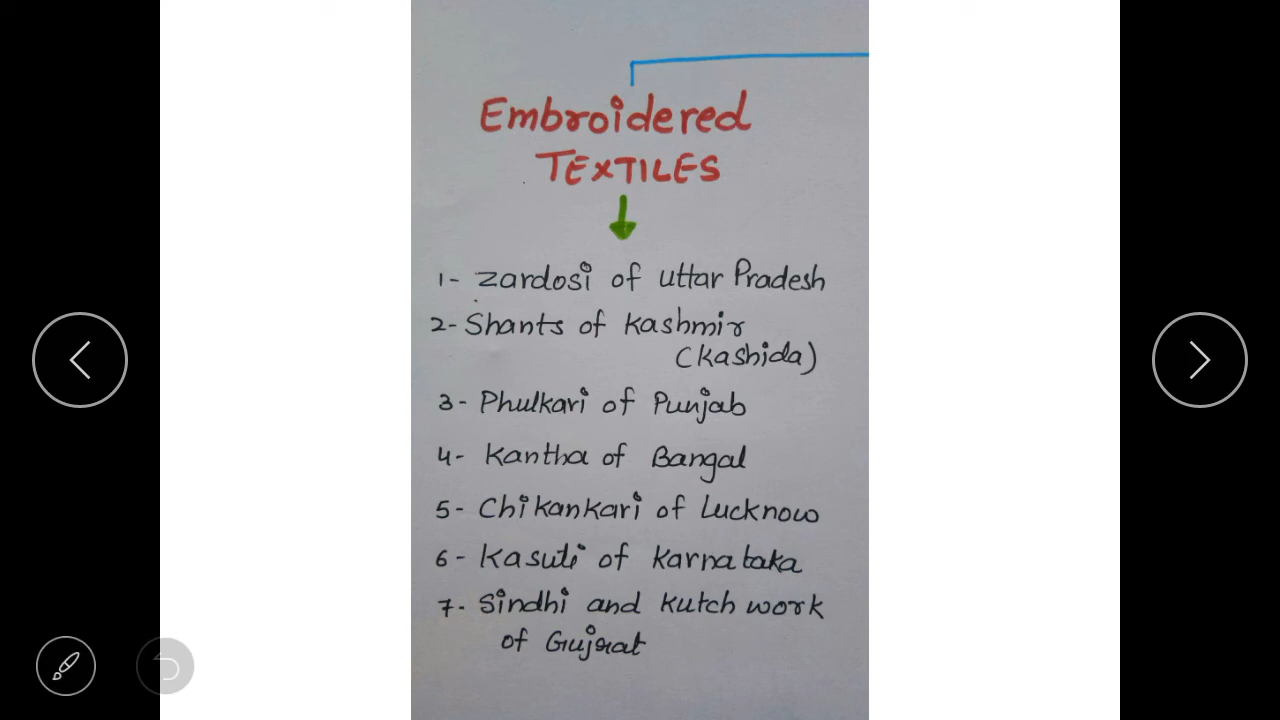 Embroidered
TEXTILES
1- Zardosi of Uttar Pradesh
2- Shants of Kashmir
(Kashida)
3- Phulkari of Punjab
4- Kantha of Bangal
5- Chikankari of Lucknow
6- Kasuti of Karnataka
7- Sindhi and Kutch work
of Gujrat